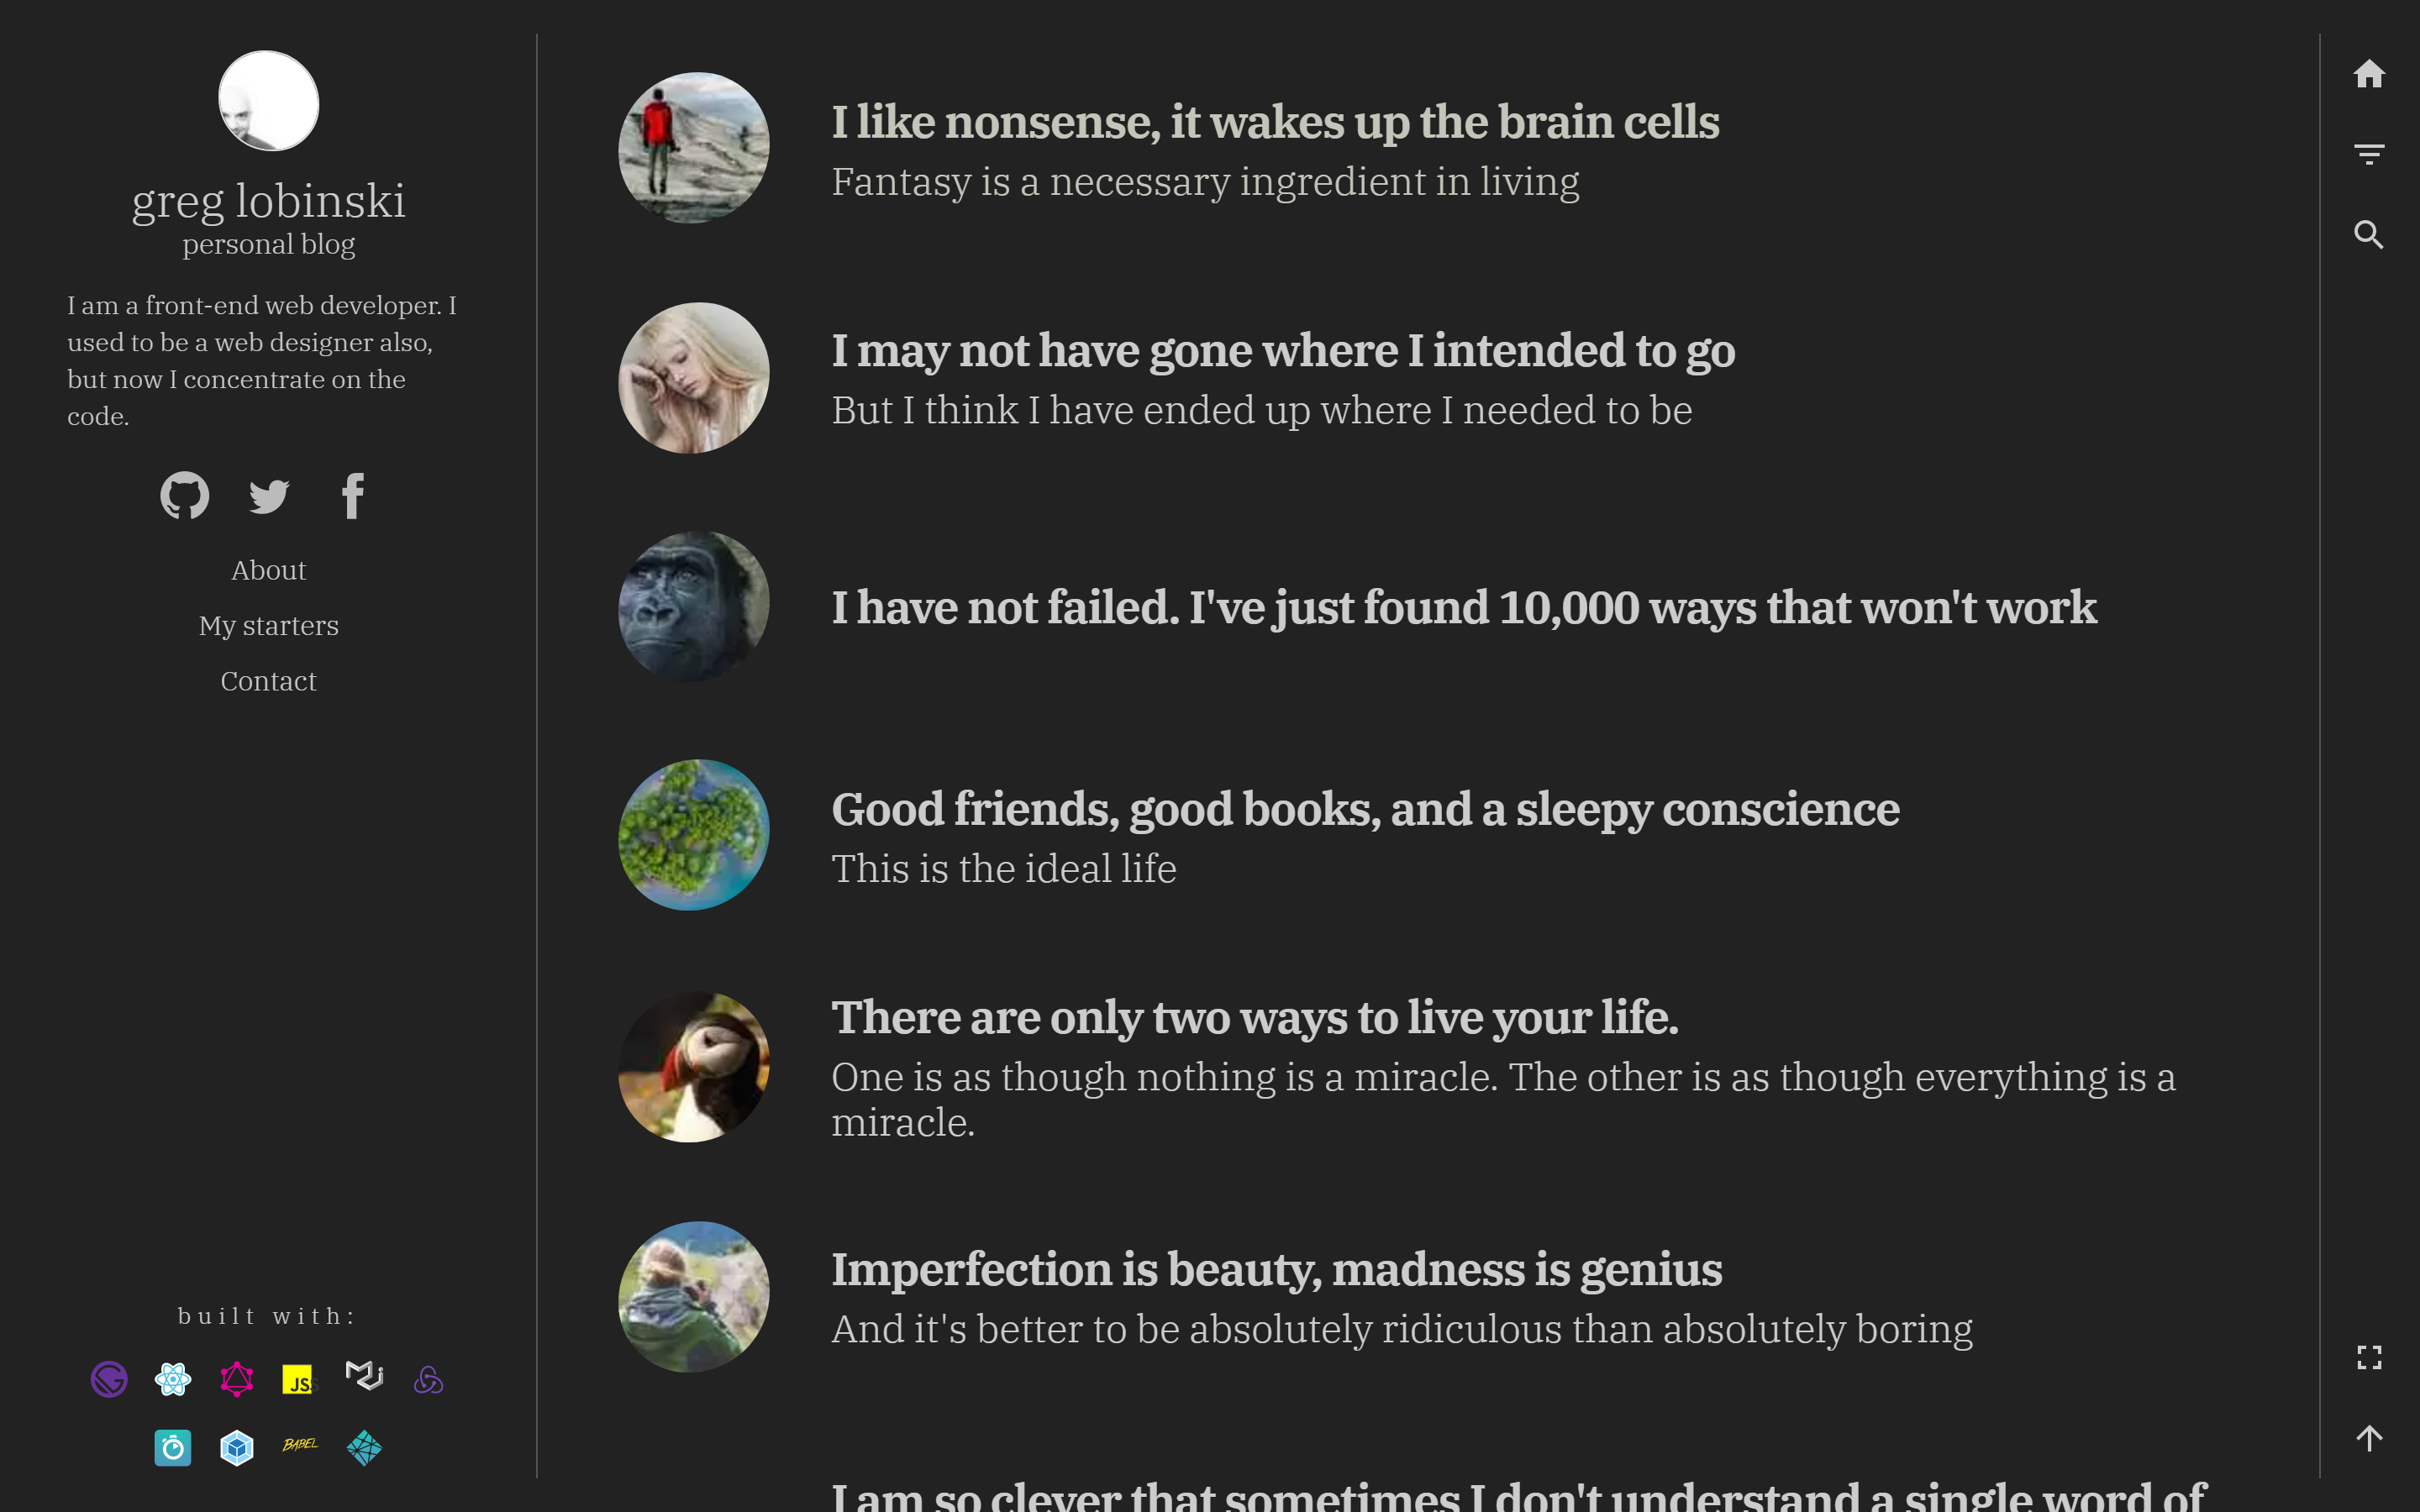 greg lobinski
personal blog
I am a front-end web developer. I
used to be a web designer also,
but now I concentrate on the
code.
About
My starters
Contact
built with:
JSS
BABEL
I like nonsense, it wakes up the brain cells
Fantasy is a necessary ingredient in living
I may not have gone where I intended to go
But I think I have ended up where I needed to be
I have not failed. I've just found 10,000 ways that won't work
Good friends, good books, and a sleepy conscience
This is the ideal life
There are only two ways to live your life.
One is as though nothing is a miracle. The other is as though everything is a
miracle.
Imperfection is beauty, madness is genius
And it's better to be absolutely ridiculous than absolutely boring
I am so clever that sometimes I don't understand a single word of